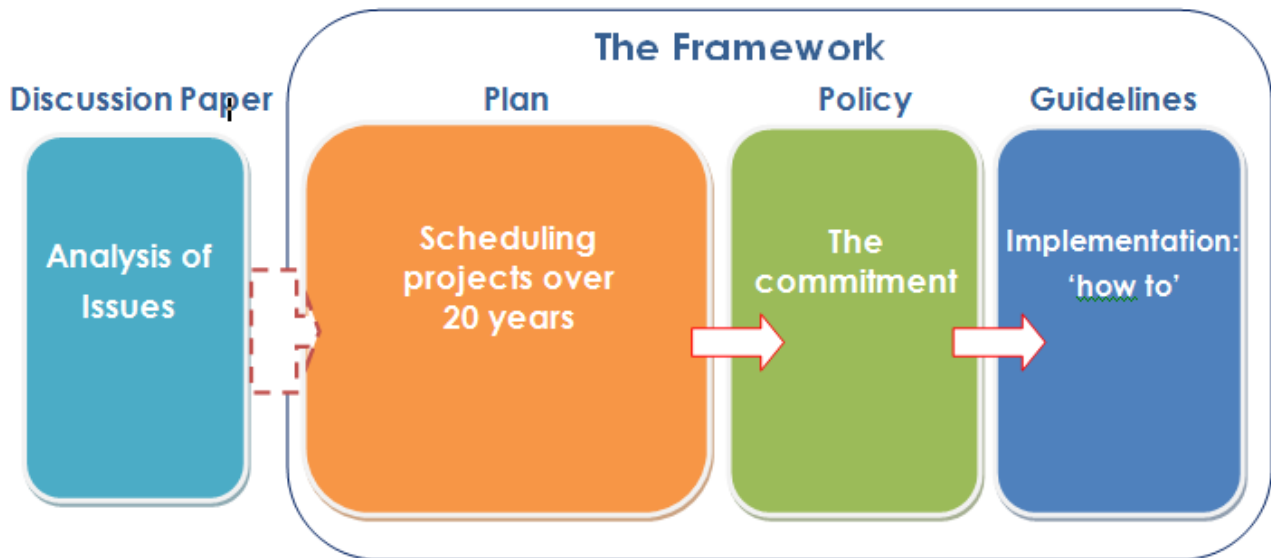 The Framework
Discussion Paper
Plan
Policy
Guidelines
Analysis of
Issues
Scheduling
projects over
20 years
The
commitment
Implementation:
‘how to’